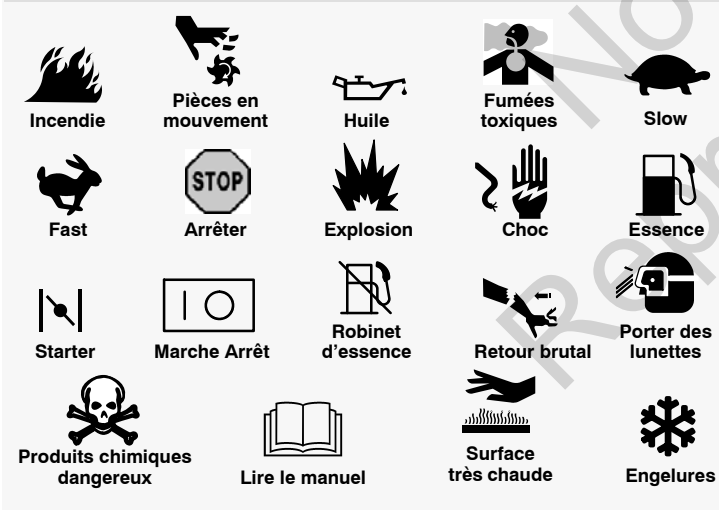 Incendie
Pièces en
mouvement
Huile
Fumées
toxiques
Slow
Fast
STOP
Arrêter
Explosion
Choc
Essence
Starter
Marche Arrêt
Robinet
d’essence
Retour brutal
Porter des
lunettes
Produits chimiques
dangereux
Lire le manuel
Surface
très chaude
Engelures